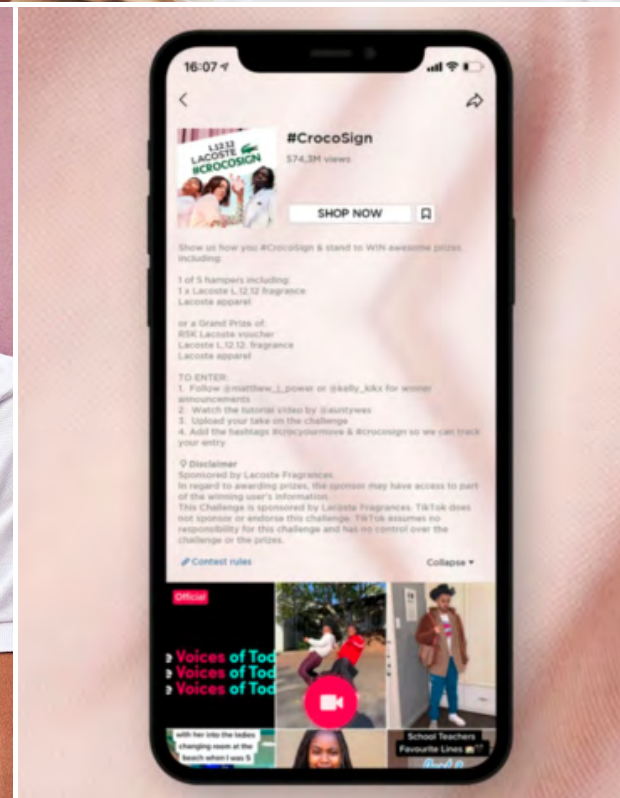 16:07
#CrocoSign
574.3M views
L.12.12
LACOSTE
#CROCOSIGN
SHOP NOW
Show us how you #CrocoSign & stand to WIN awesome prizes
including:
1 of 5 hampers including:
1 x Lacoste L.12.12 fragrance
Lacoste apparel
or a Grand Prize of:
R5K Lacoste voucher
Lacoste L.12.12. fragrance
Lacoste apparel
TO ENTER:
1. Follow @matthew_j_power or @kally_kikx for winner
announcements
2. Watch the tutorial video by @auntywes
3. Upload your take on the challenge
4. Add the hashtags #crocyourmove & #crocosign so we can track
your entry
Disclaimer
Sponsored by Lacoste Fragrances.
In regard to awarding prizes, the sponsor may have access to part
of the winning user's information.
This Challenge is sponsored by Lacoste Fragrances. TikTok does
not sponsor or endorse this challenge. TikTok assumes no
responsibility for this challenge and has no control over the
challenge or the prizes.
Contest rules
Collapse
Official
e Voices of Tod
e Voices of Tod
e Voices of Tod
with her into the ladies
changing room at the
beach when I was 5
School Teachers
Favourite Lines